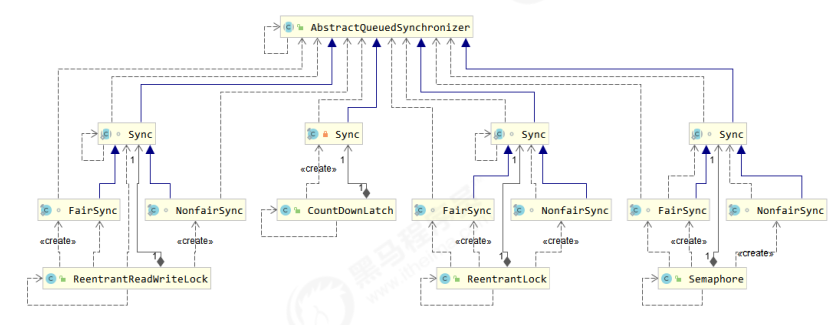 AbstractQueuedSynchronizer
Sync
Sync
Sync
Sync
1
1
1
1
«create»
FairSync
NonfairSync
1
CountDownLatch
FairSync
NonfairSync
FairSync
NonfairSync
«create»
«create»
«create»
«create»
«create»
«create»
1
1
1
ReentrantReadWriteLock
ReentrantLock
Semaphore